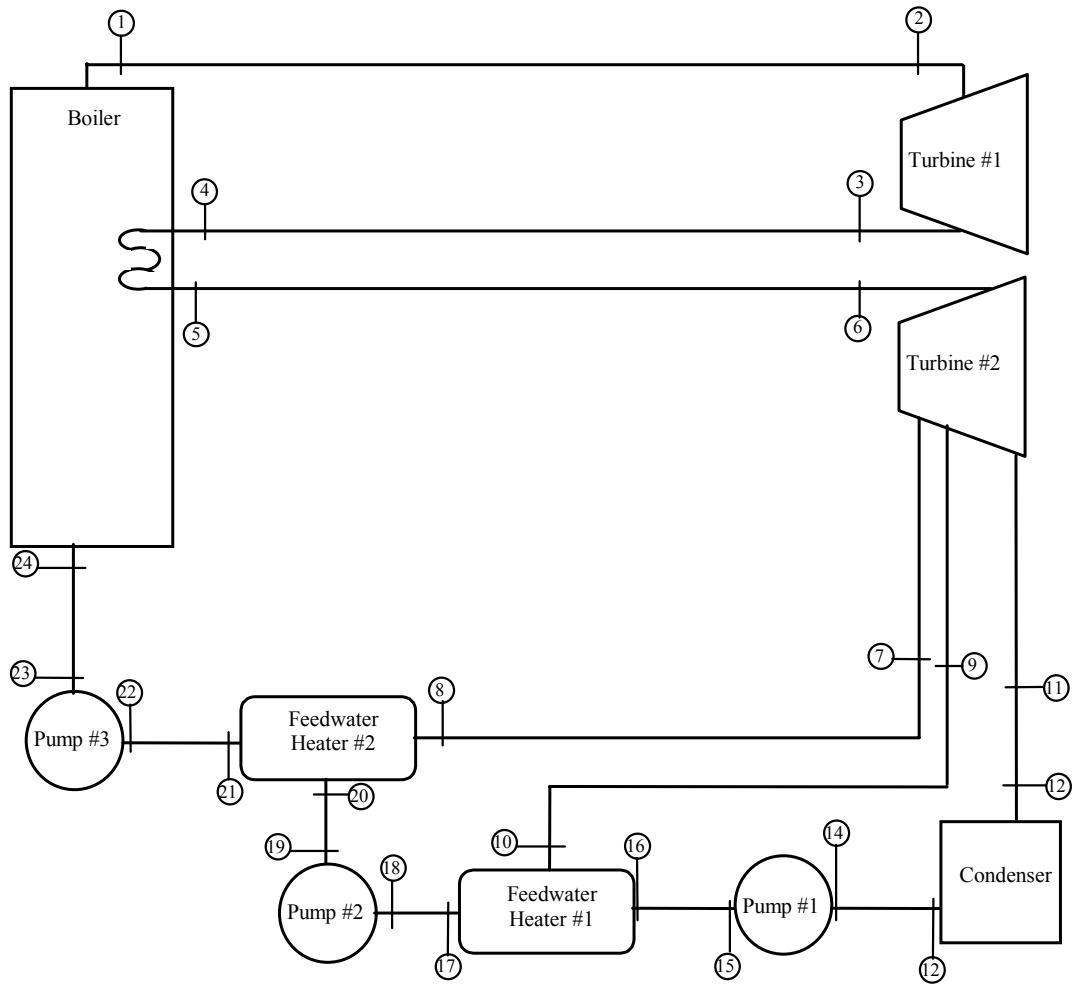 1
2
Boiler
Turbine #1
4
3
5
6
Turbine #2
24
7
9
23
22
8
11
Pump #3
Feedwater
Heater #2
21
20
12
19
18
10
16
14
Pump #2
Feedwater
Heater #1
Pump #1
Condenser
17
15
12